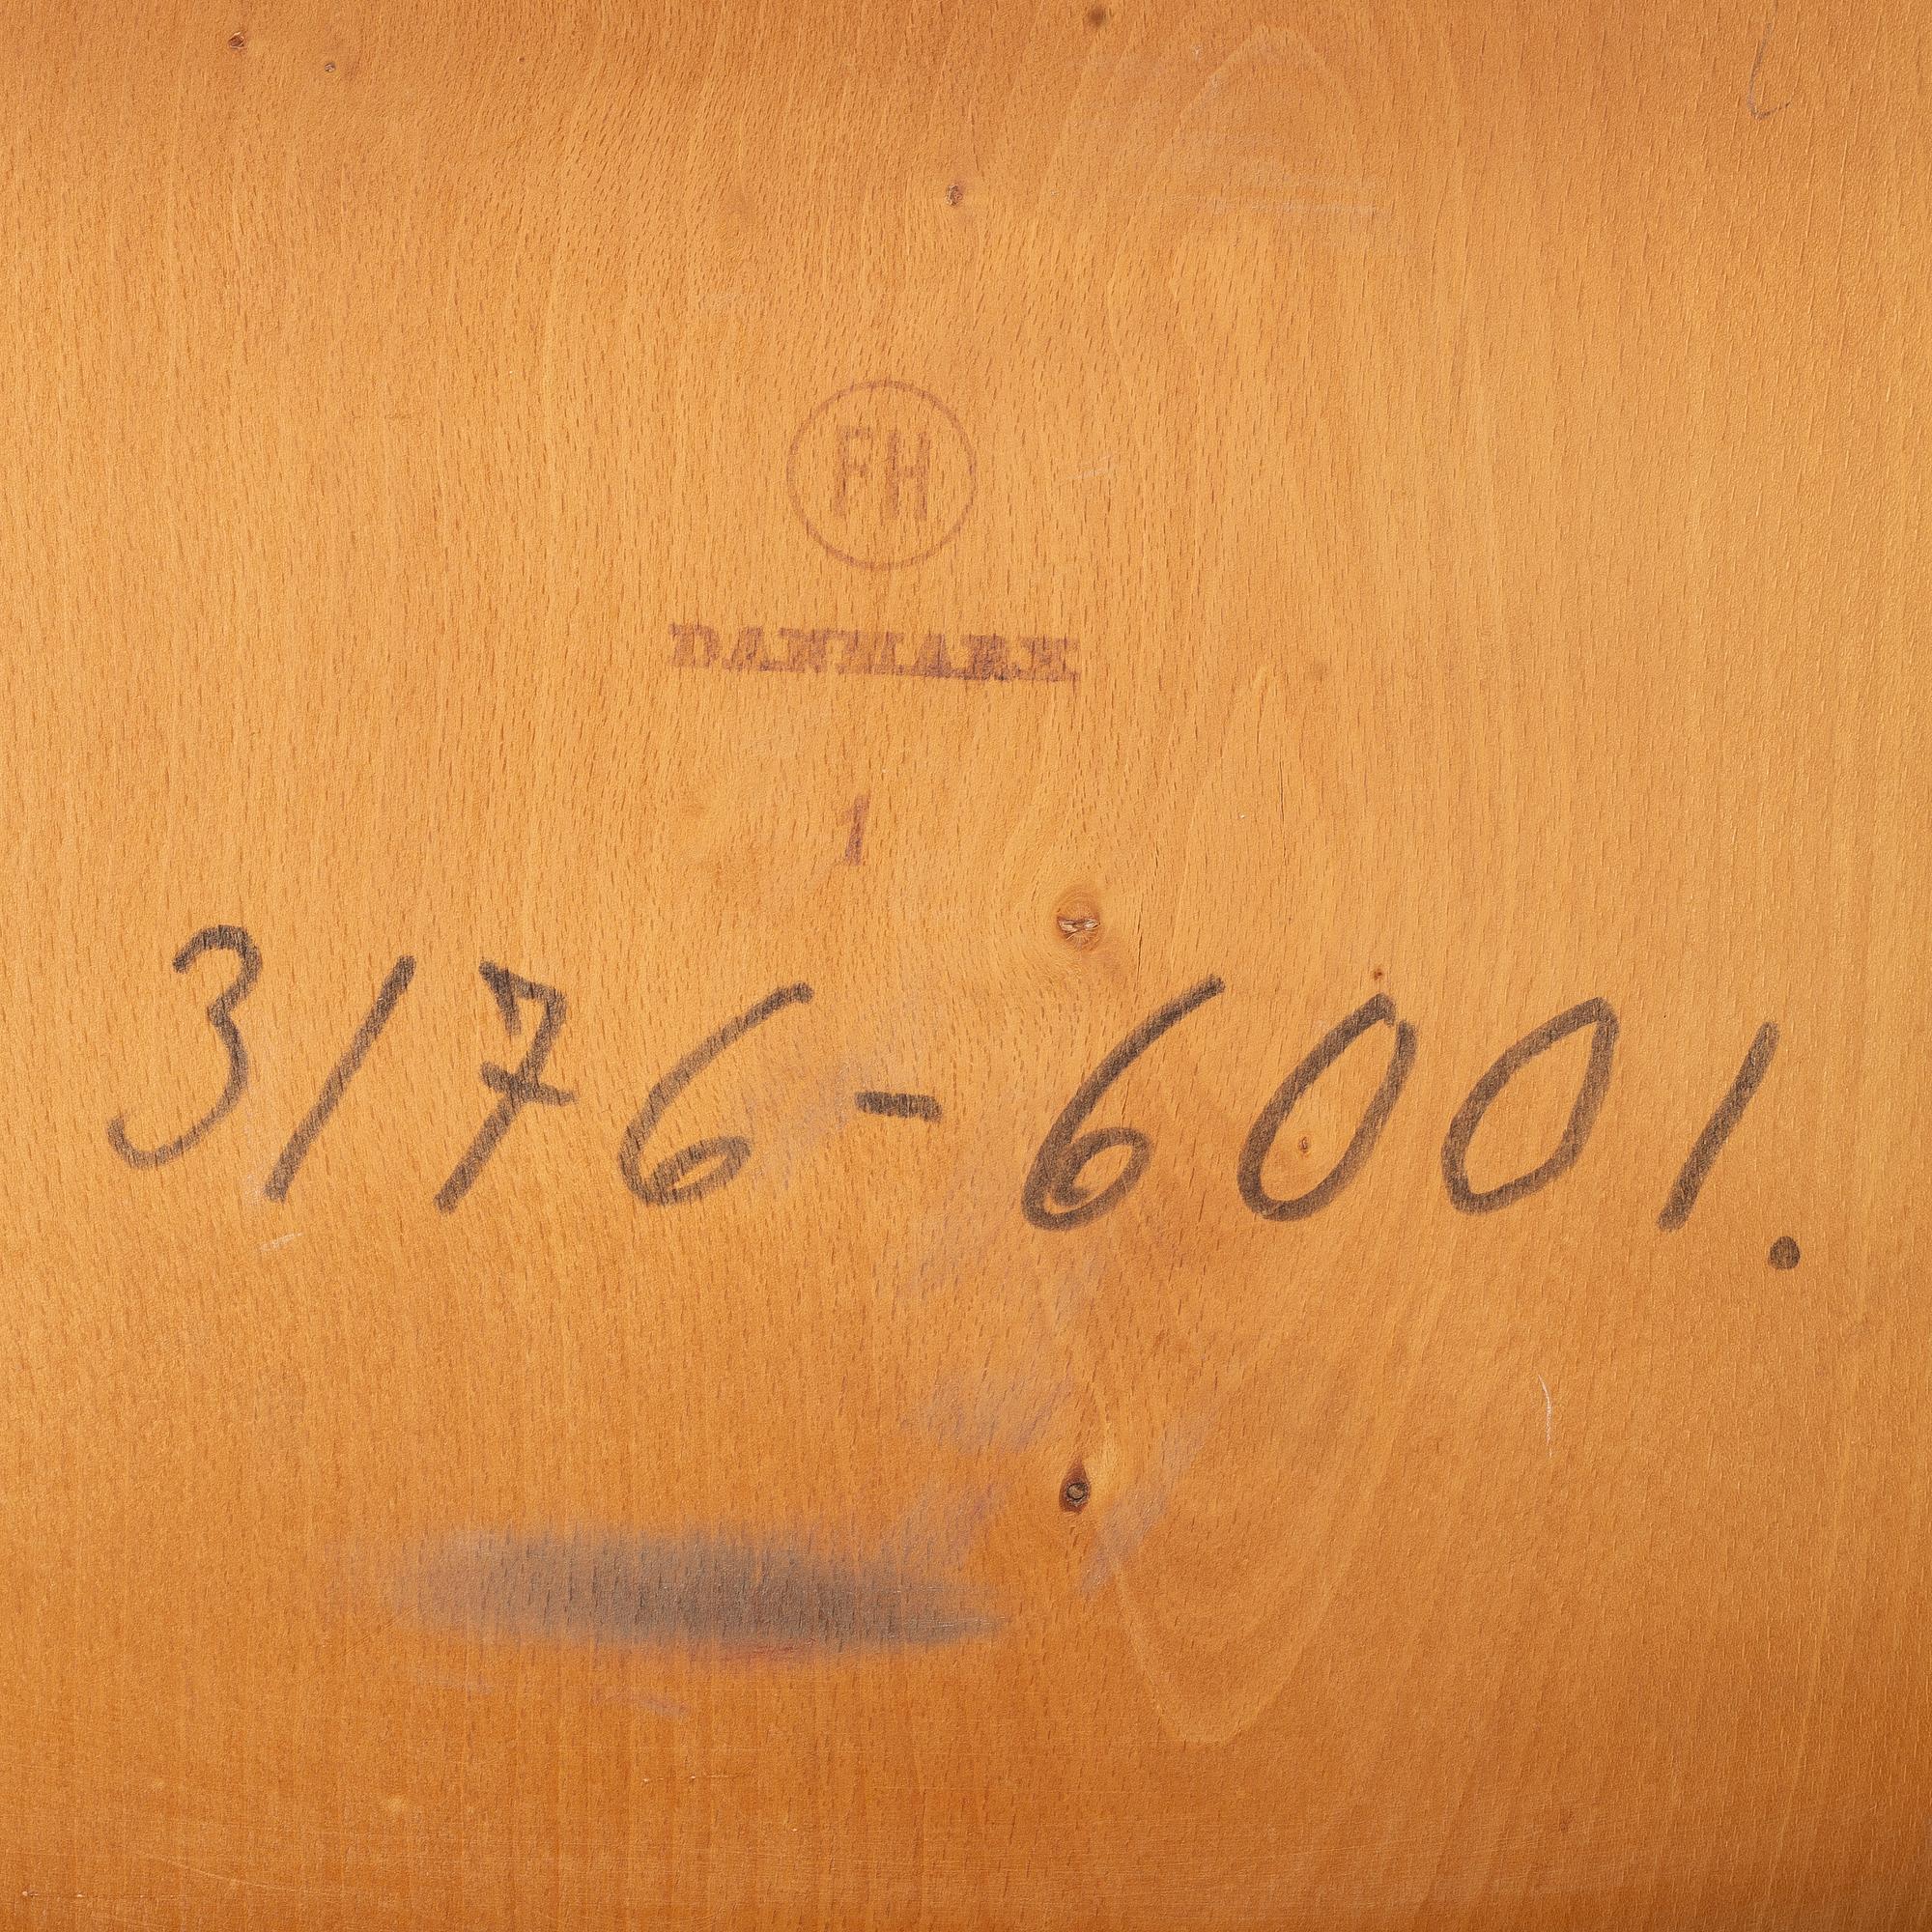 FH
DANMARK
1
3176-6001.